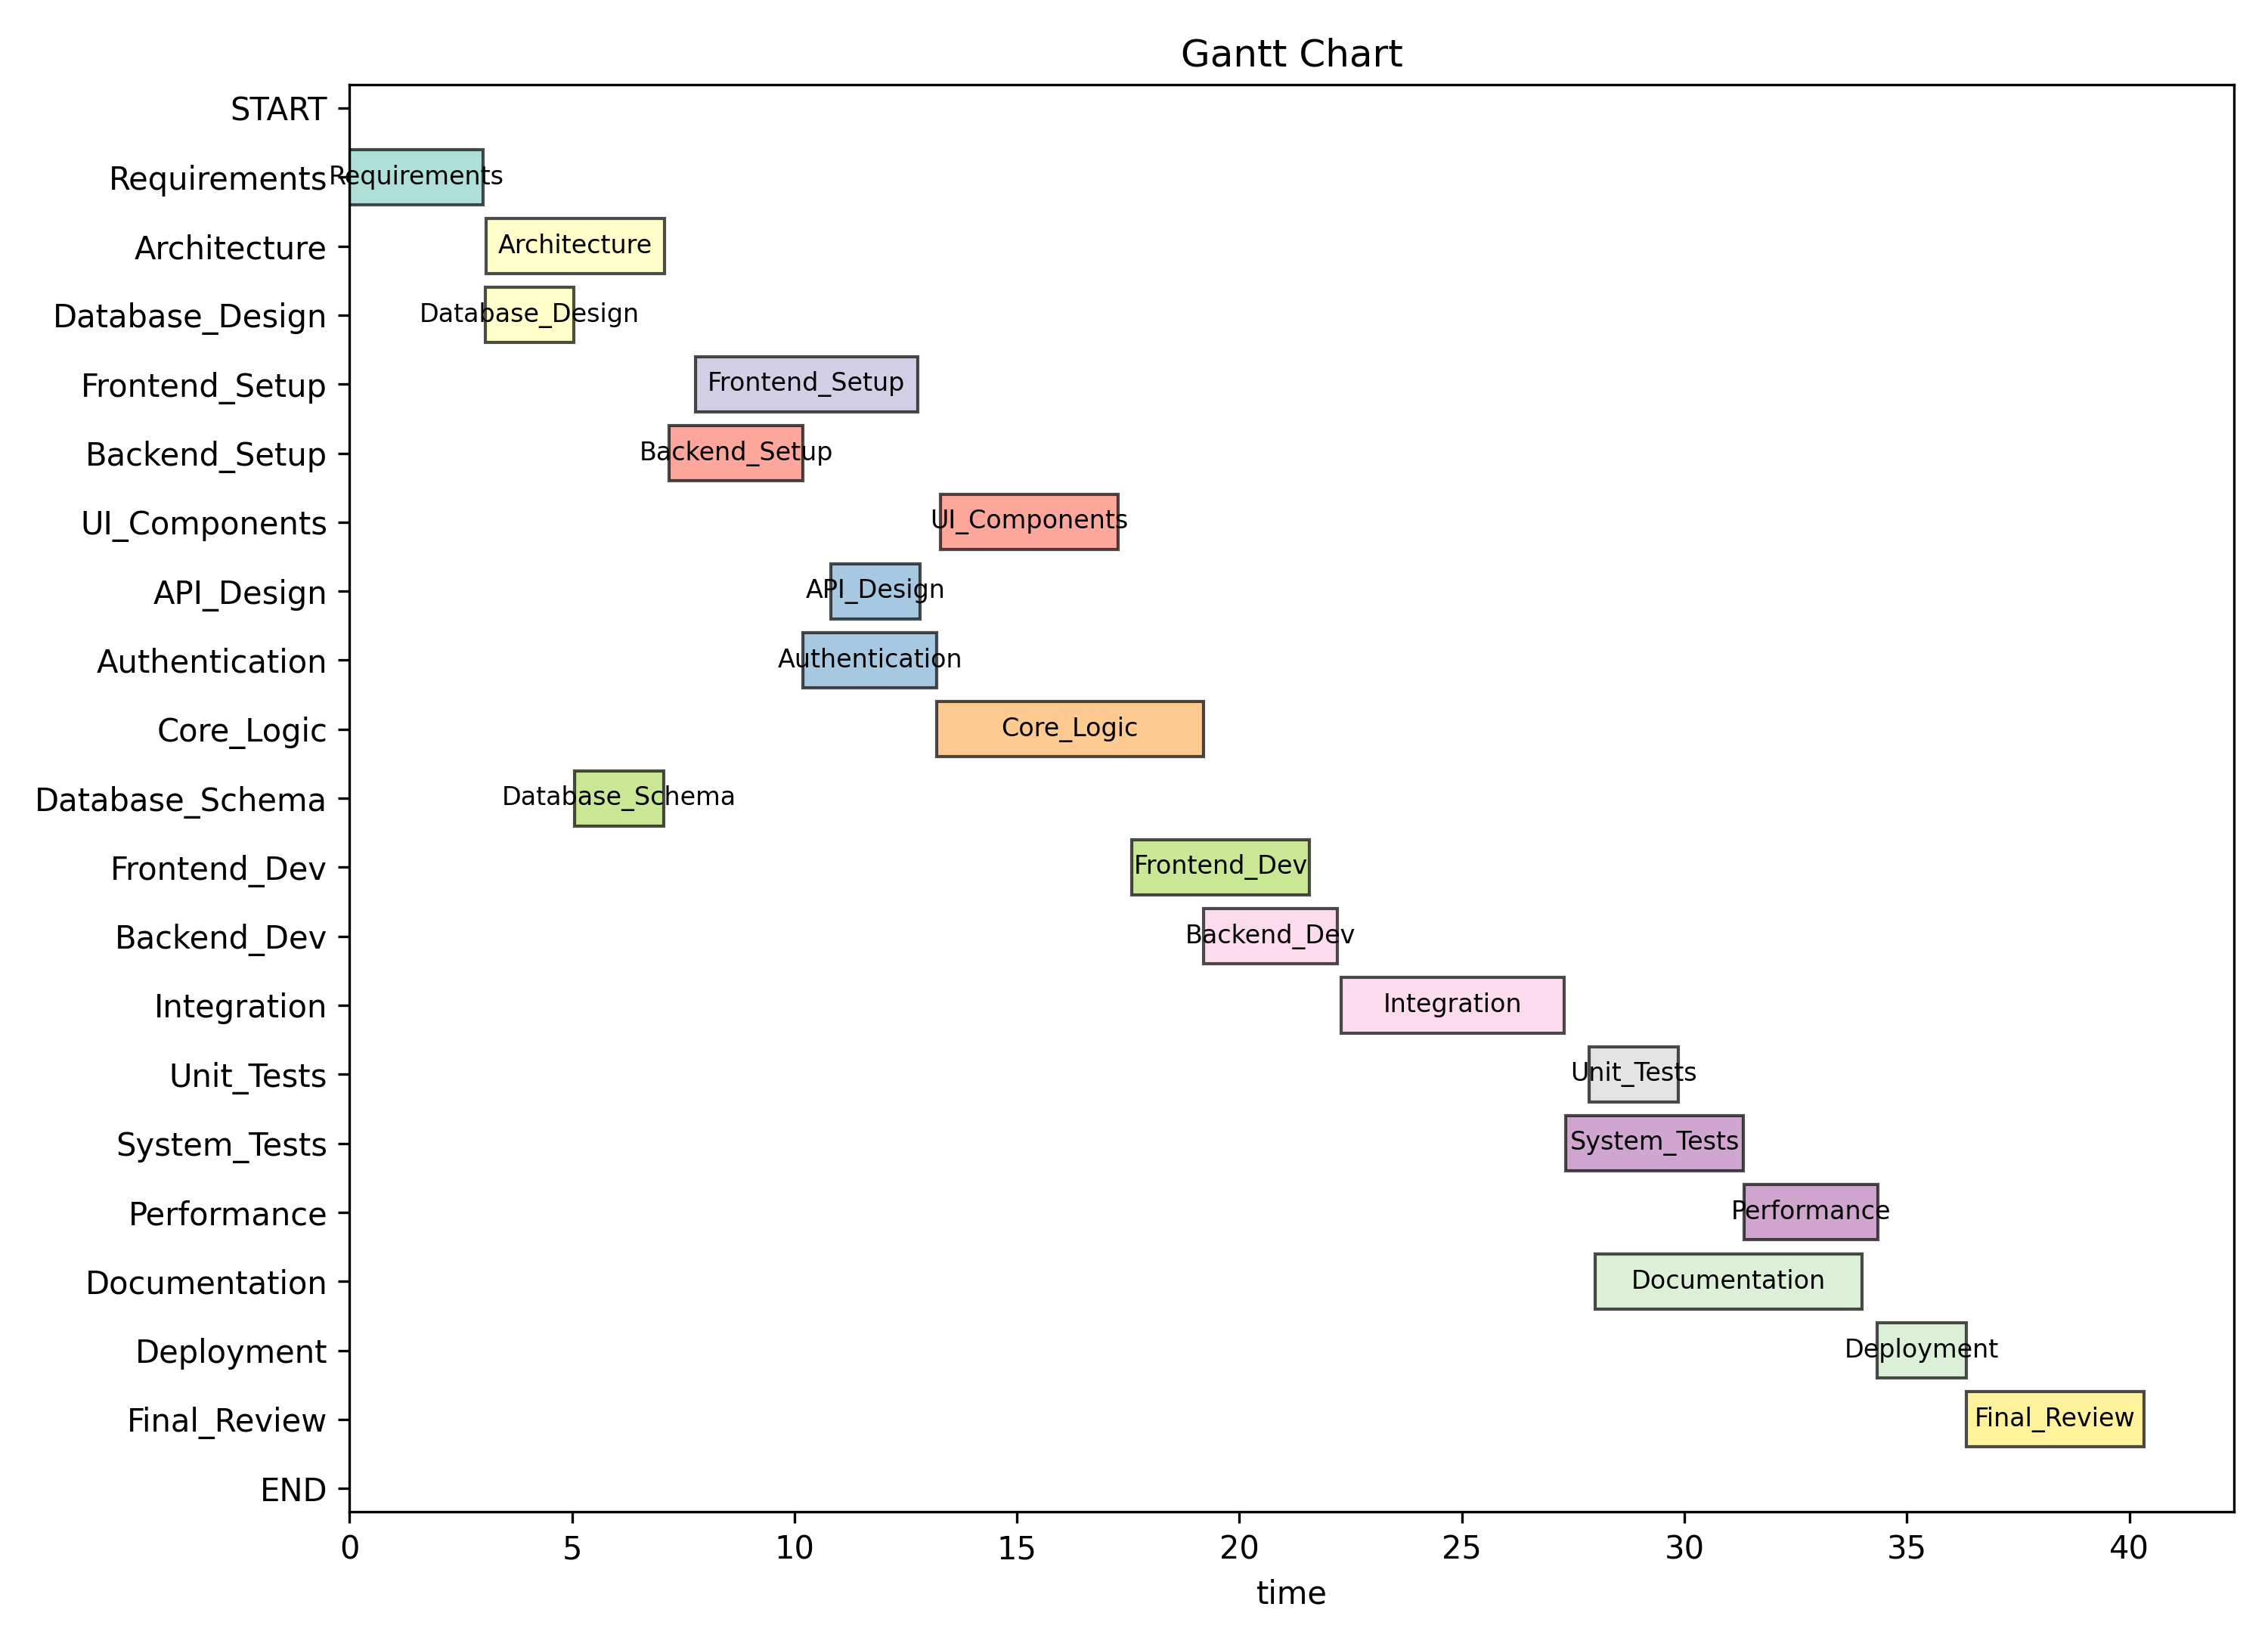 Gantt Chart
START
Requirements Requirements
Architecture Architecture
Database_Design Database_Design
Frontend_Setup Frontend_Setup
Backend_Setup Backend_Setup
UI_Components UI_Components
API_Design API_Design
Authentication Authentication
Core_Logic Core_Logic
Database_Schema Database_Schema
Frontend_Dev Frontend_Dev
Backend_Dev Backend_Dev
Integration Integration
Unit_Tests Unit_Tests
System_Tests System_Tests
Performance Performance
Documentation Documentation
Deployment Deployment
Final_Review Final_Review
END
0 5 10 15 20 25 30 35 40
time